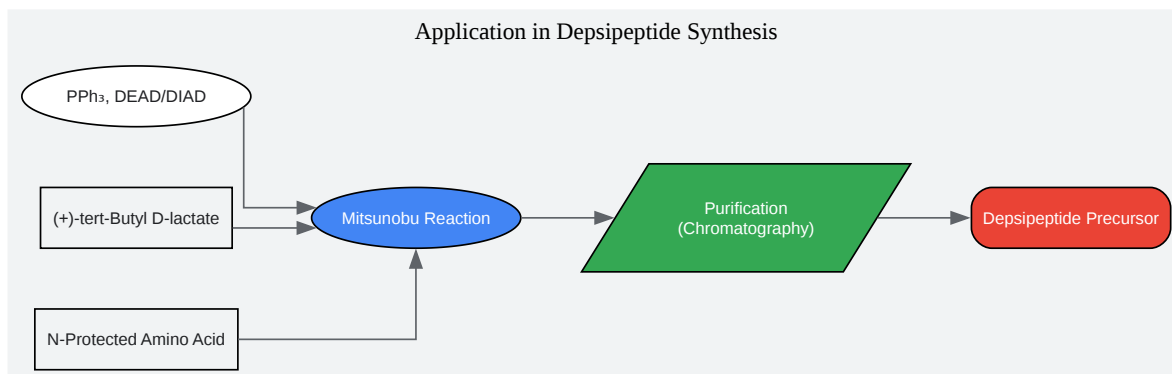 Application in Depsipeptide Synthesis
PPh₃, DEAD/DIAD
(+)-tert-Butyl D-lactate
Mitsunobu Reaction
Purification
(Chromatography)
Depsipeptide Precursor
N-Protected Amino Acid